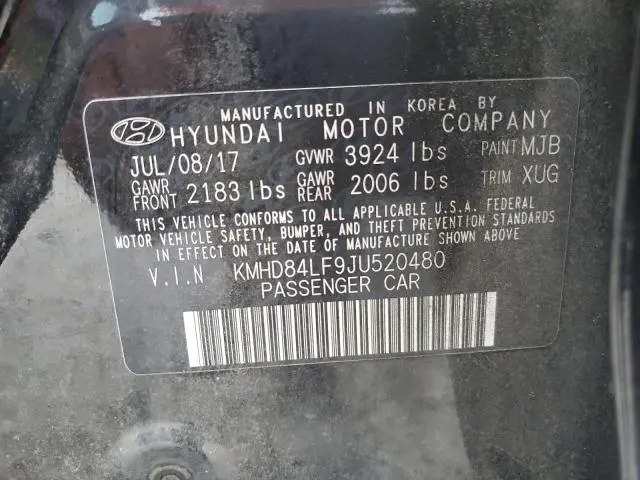 MANUFACTURED IN KOREA BY
HYUNDAI MOTOR COMPANY
JUL/08/17 GVWR 3924 lbs PAINT MJB
GAWR FRONT 2183 lbs GAWR REAR 2006 lbs TRIM XUG
THIS VEHICLE CONFORMS TO ALL APPLICABLE U.S.A. FEDERAL
MOTOR VEHICLE SAFETY, BUMPER, AND THEFT PREVENTION STANDARDS
IN EFFECT ON THE DATE OF MANUFACTURE SHOWN ABOVE.
V.I.N KMHD84LF9JU520480
PASSENGER CAR